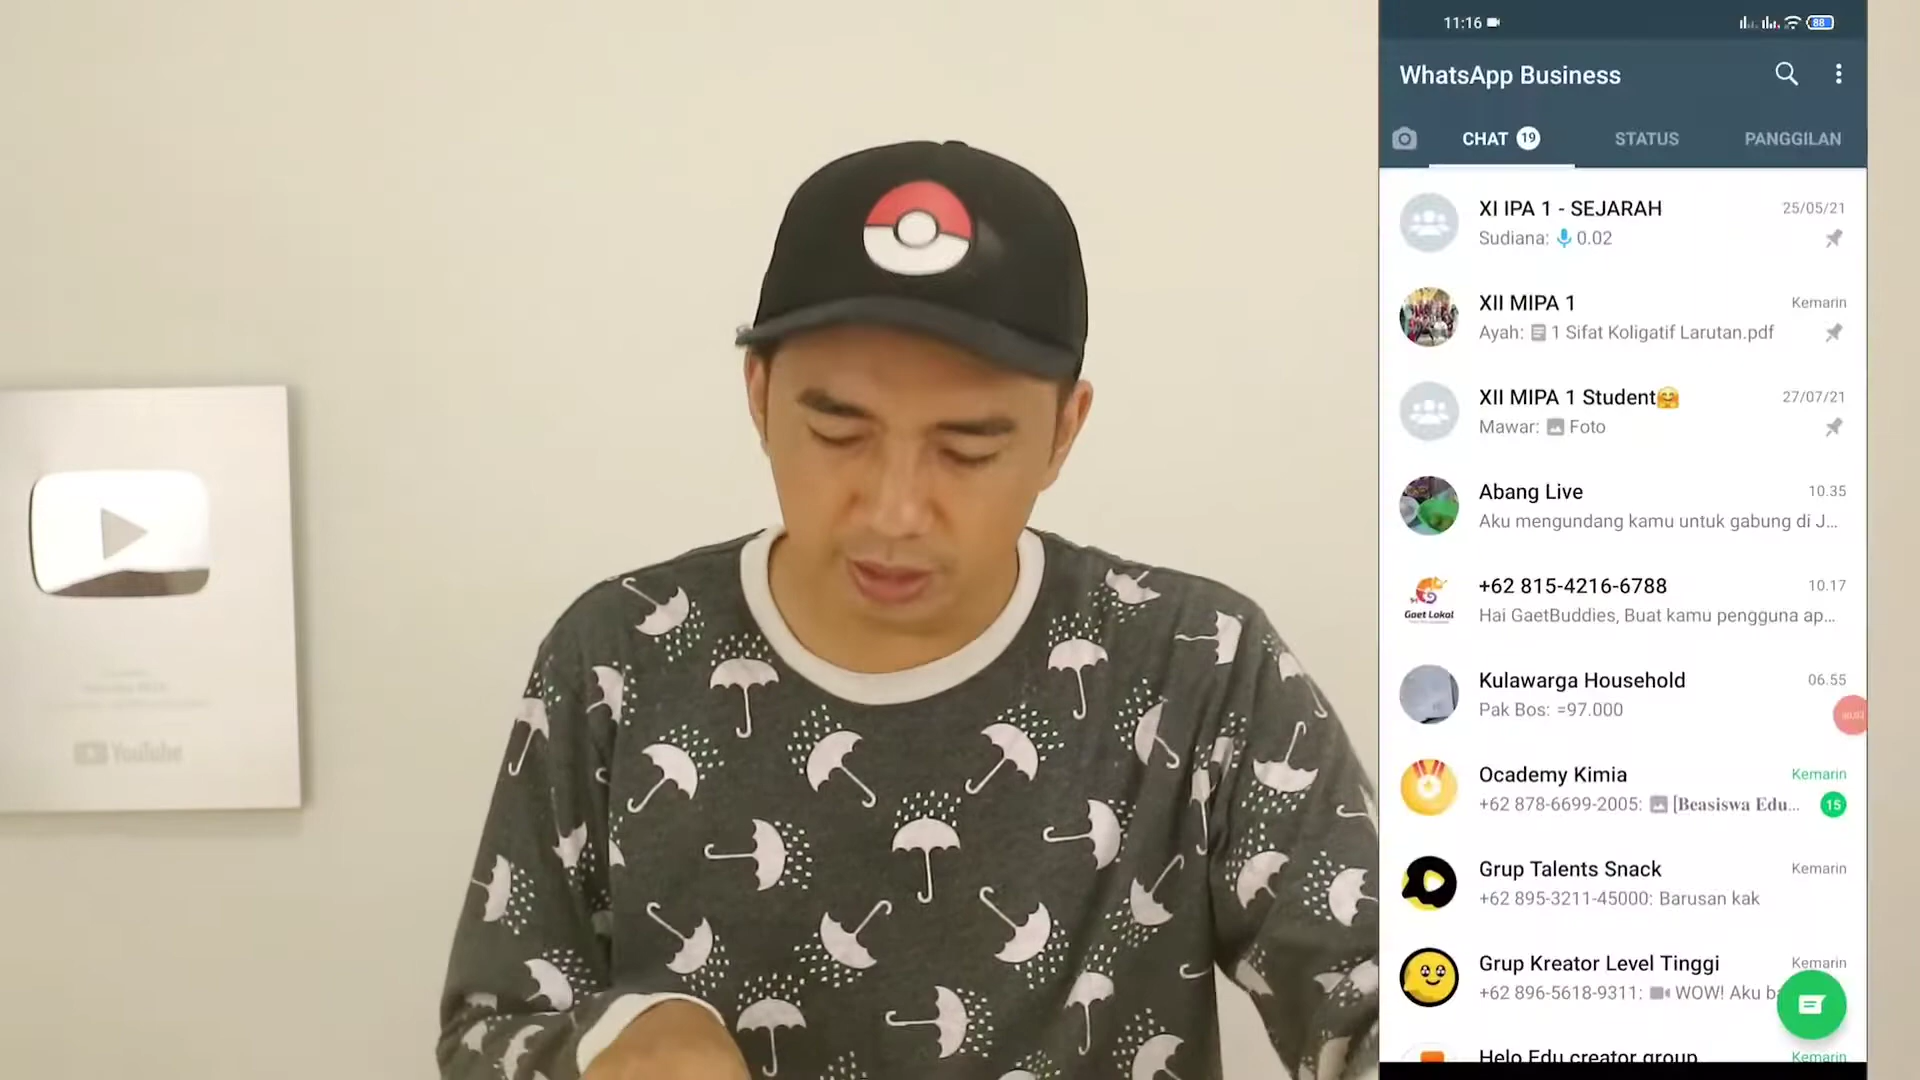 11:16
88
WhatsApp Business
CHAT 19
STATUS
PANGGILAN
XI IPA 1 - SEJARAH
25/05/21
Sudiana: 0.02
XII MIPA 1
Kemarin
Ayah: 1 Sifat Koligatif Larutan.pdf
XII MIPA 1 Student🤗
27/07/21
Mawar: Foto
Abang Live
10.35
Aku mengundang kamu untuk gabung di J...
Gaet Lokal
+62 815-4216-6788
10.17
Hai GaetBuddies, Buat kamu pengguna ap...
Kulawarga Household
06.55
Pak Bos: =97.000
Ocademy Kimia
Kemarin
+62 878-6699-2005: [Beasiswa Edu...
15
Grup Talents Snack
Kemarin
+62 895-3211-45000: Barusan kak
Grup Kreator Level Tinggi
Kemarin
+62 896-5618-9311: WOW! Aku b
Helo Edu creator group
Kemarin
YouTube